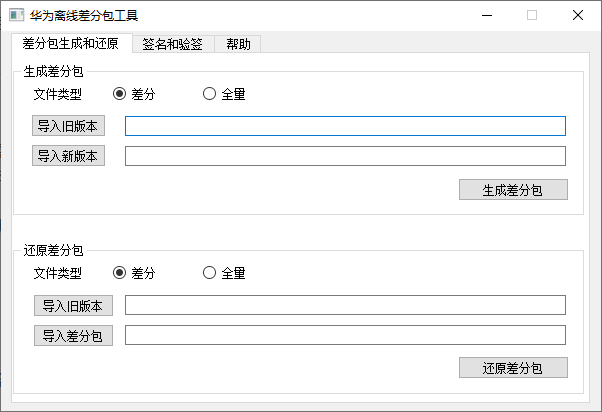 华为离线差分包工具
差分包生成和还原 签名和验签 帮助
生成差分包
文件类型 差分 全量
导入旧版本
导入新版本
生成差分包
还原差分包
文件类型 差分 全量
导入旧版本
导入差分包
还原差分包